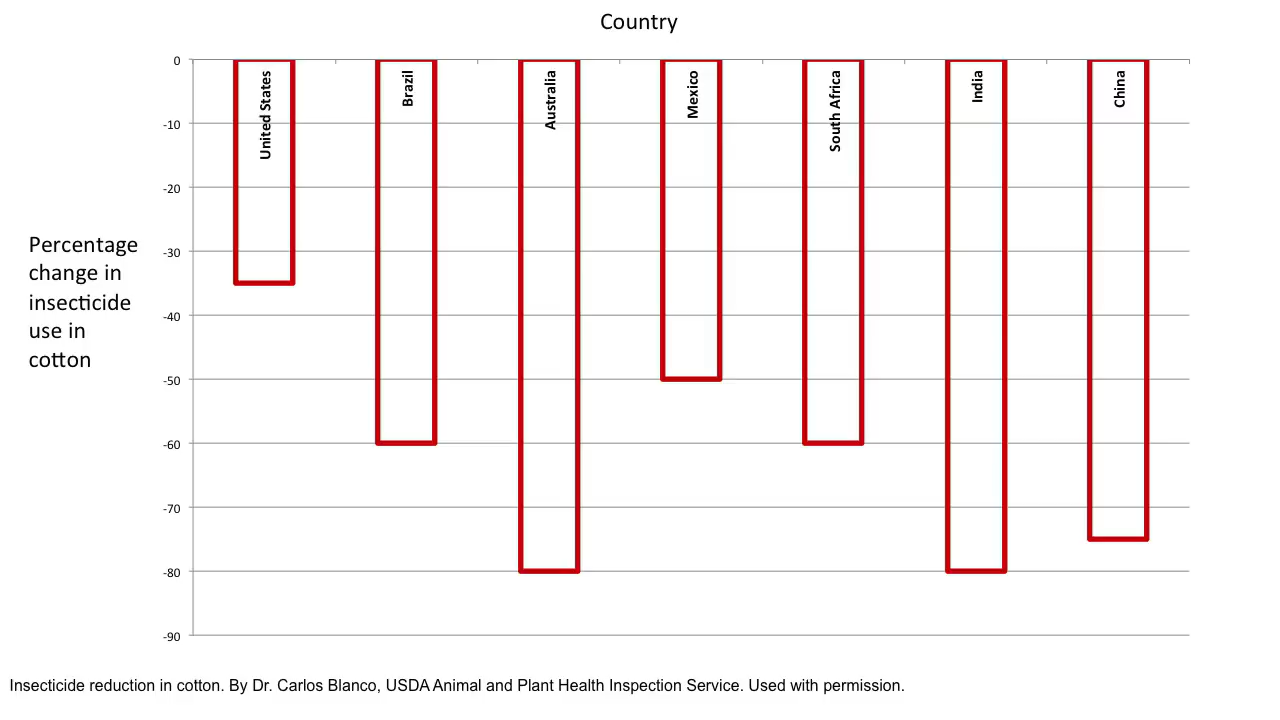 Country
0
United States
Brazil
Australia
Mexico
South Africa
India
China
-10
-20
-30
-40
-50
-60
-70
-80
-90
Percentage
change in
insecticide
use in
cotton
Insecticide reduction in cotton. By Dr. Carlos Blanco, USDA Animal and Plant Health Inspection Service. Used with permission.